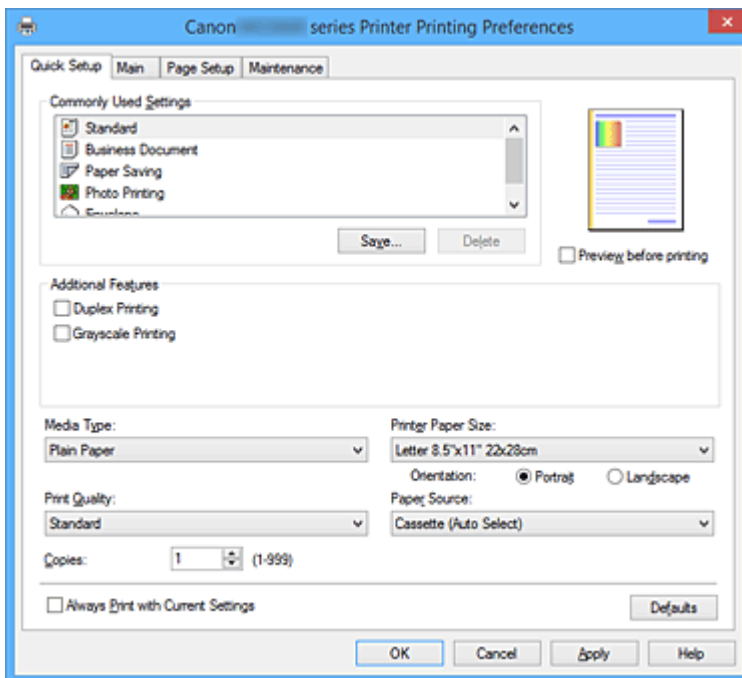 Canon series Printer Printing Preferences
Quick Setup Main Page Setup Maintenance
Commonly Used Settings
Standard
Business Document
Paper Saving
Photo Printing
Envelope
Save... Delete
Preview before printing
Additional Features
Duplex Printing
Grayscale Printing
Media Type: Printer Paper Size:
Plain Paper Letter 8.5"x11" 22x28cm
Orientation: Portrait Landscape
Print Quality: Paper Source:
Standard Cassette (Auto Select)
Copies: 1 (1-999)
Always Print with Current Settings Defaults
OK Cancel Apply Help